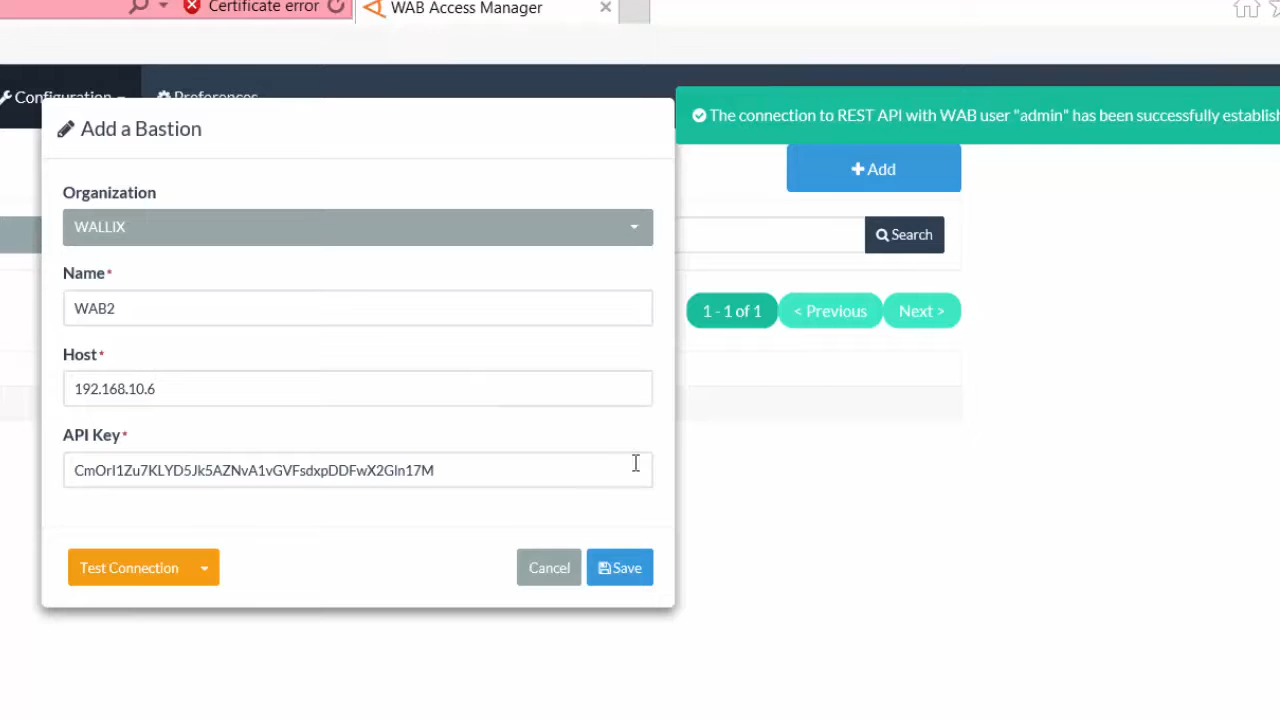 Certificate error
WAB Access Manager
Configuration
Preferences
Add a Bastion
The connection to REST API with WAB user "admin" has been successfully establish
Add
Organization
WALLIX
Search
Name*
WAB2
1 - 1 of 1
< Previous
Next >
Host*
192.168.10.6
API Key*
CmOrI1Zu7KLYD5Jk5AZNvA1vGVFsdxpDDFwX2Gln17M
Test Connection
Cancel
Save